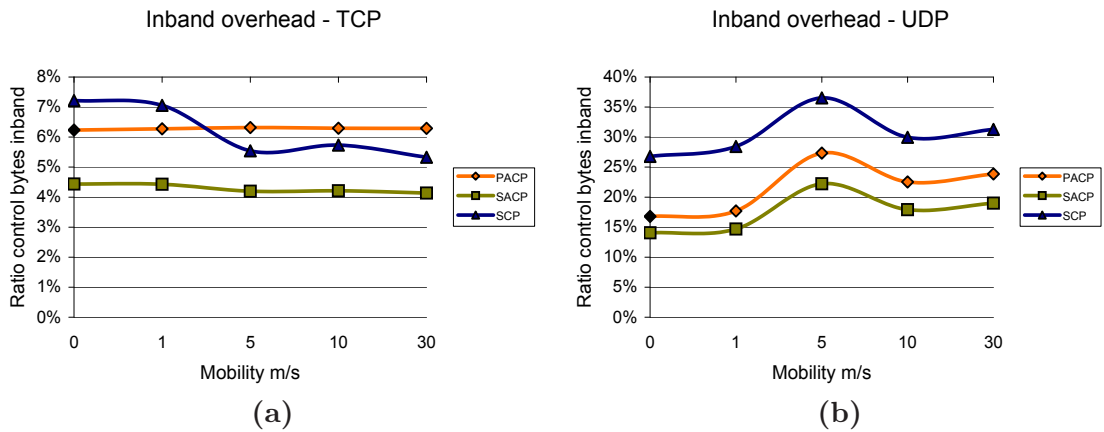 Inband overhead - TCP
Ratio control bytes inband
8%
7%
6%
5%
4%
3%
2%
1%
0%
0 1 5 10 30
Mobility m/s
PACP
SACP
SCP
(a)
Inband overhead - UDP
Ratio control bytes inband
40%
35%
30%
25%
20%
15%
10%
5%
0%
0 1 5 10 30
Mobility m/s
PACP
SACP
SCP
(b)